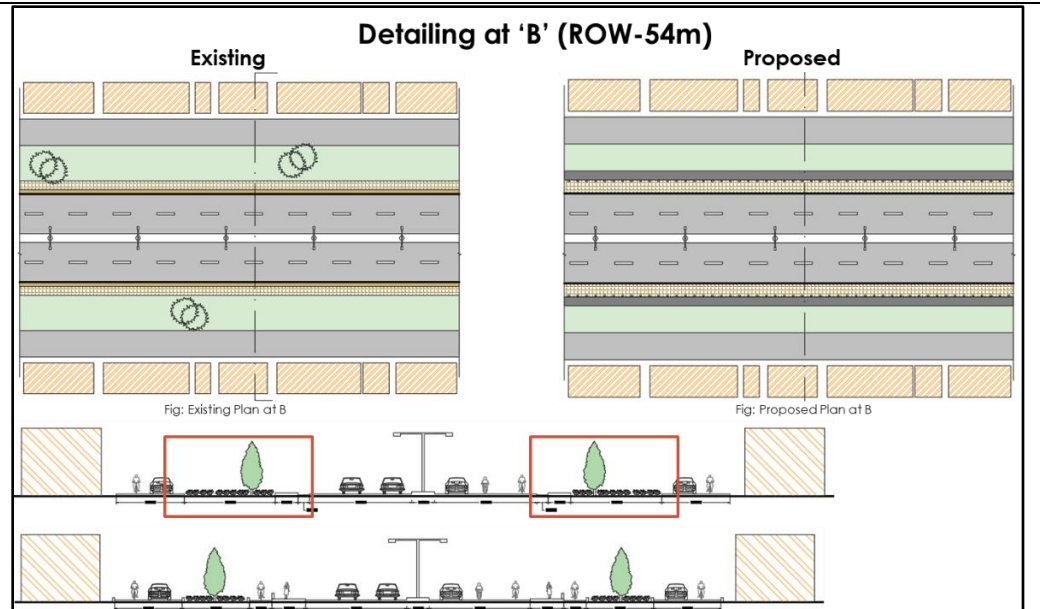 Detailing at 'B' (ROW-54m)
Existing
Proposed
Fig: Existing Plan at B
Fig: Proposed Plan at B